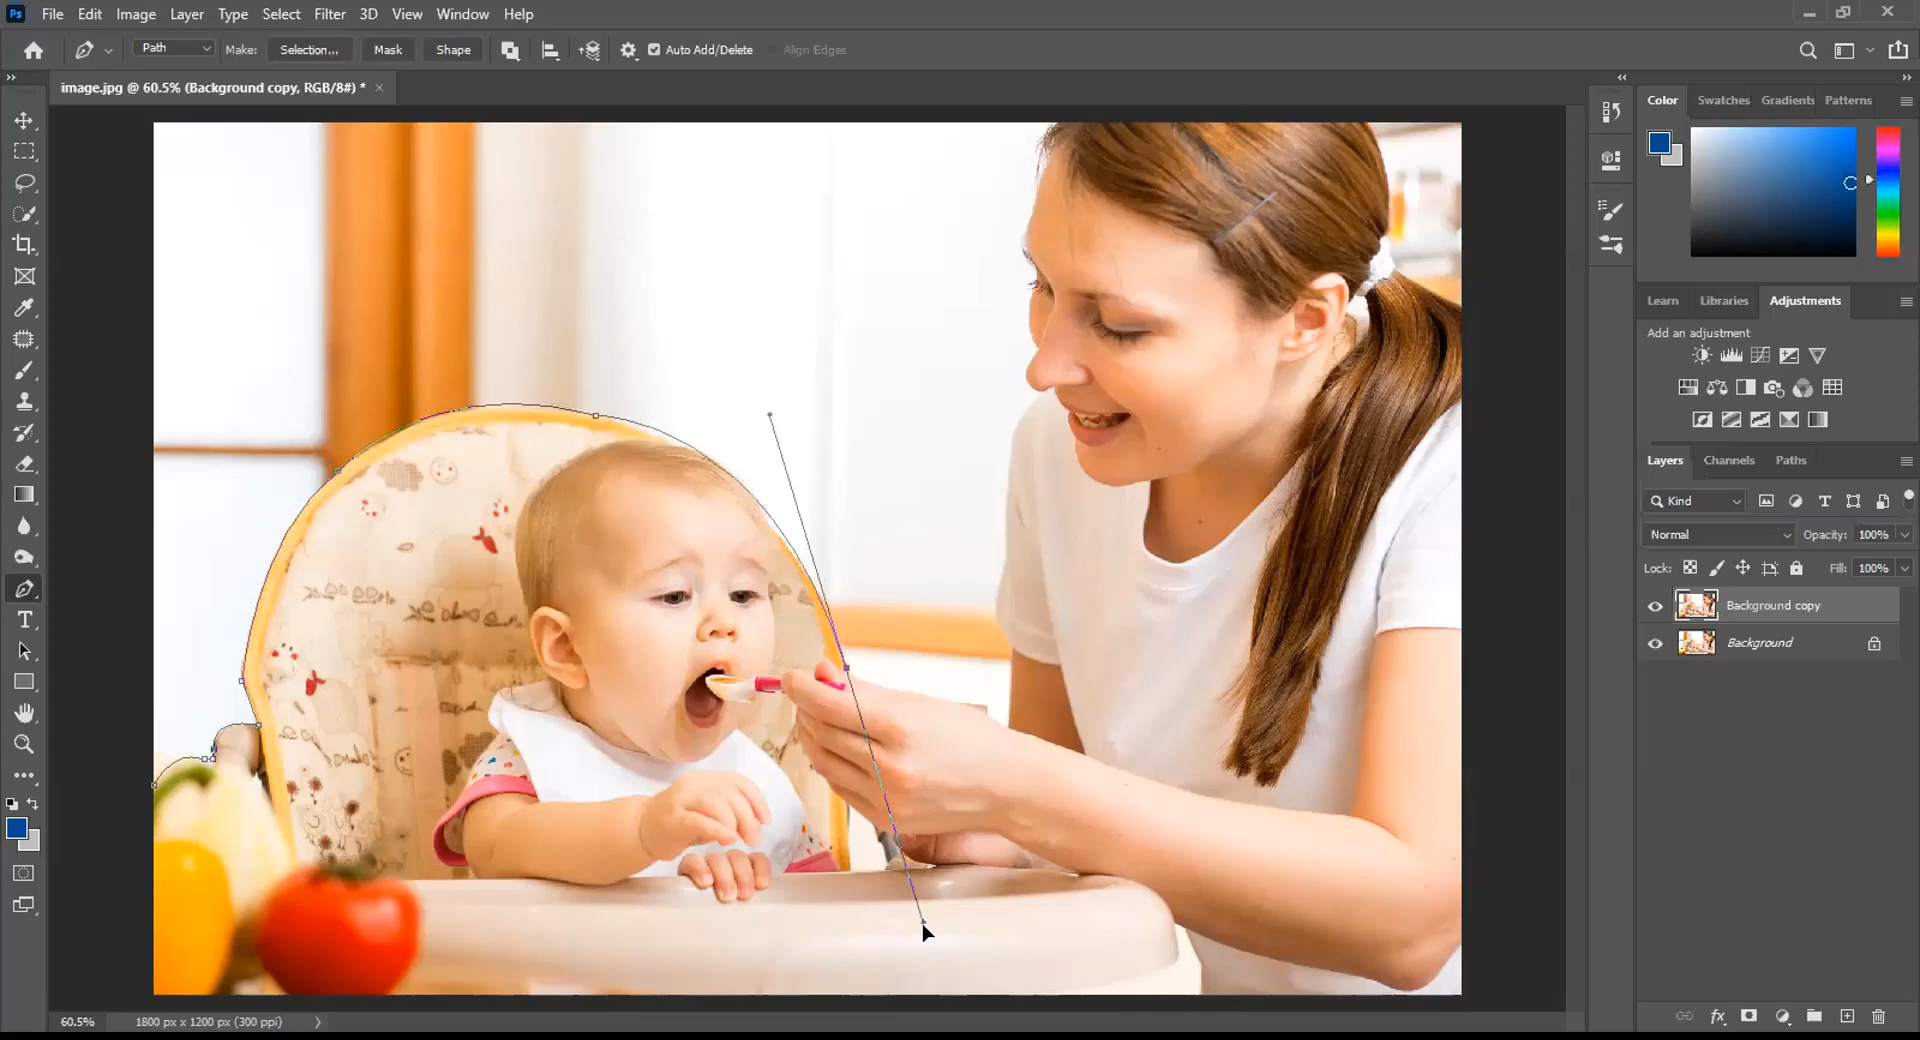 Ps File Edit Image Layer Type Select Filter 3D View Window Help
Path Make: Selection... Mask Shape Auto Add/Delete Align Edges
image.jpg @ 60.5% (Background copy, RGB/8#) * ×
Color Swatches Gradients Patterns
Learn Libraries Adjustments
Add an adjustment
Layers Channels Paths
Kind
Normal Opacity: 100%
Lock: Fill: 100%
Background copy
Background
fx
60.5% 1800 px x 1200 px (300 ppi)